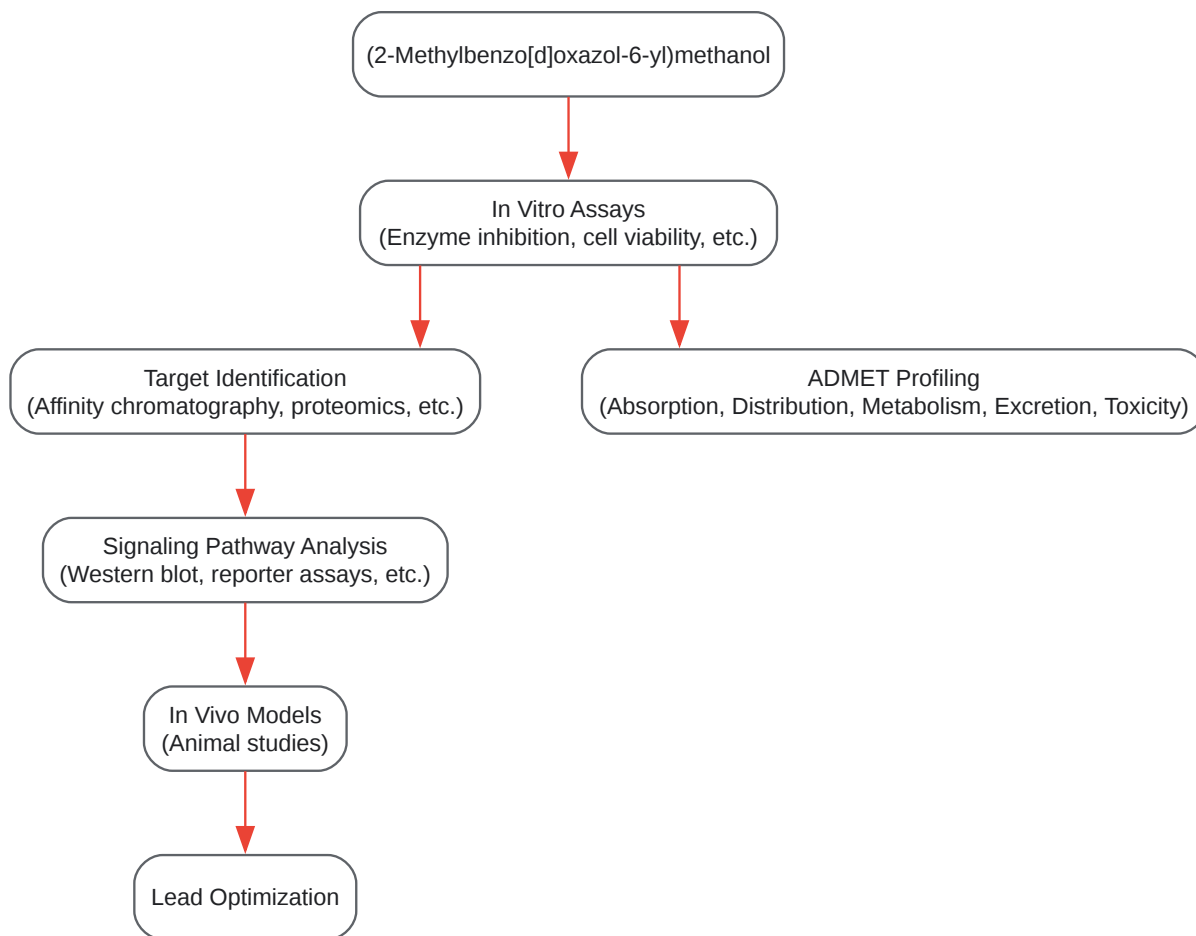 (2-Methylbenzo[d]oxazol-6-yl)methanol
In Vitro Assays
(Enzyme inhibition, cell viability, etc.)
Target Identification
(Affinity chromatography, proteomics, etc.)
ADMET Profiling
(Absorption, Distribution, Metabolism, Excretion, Toxicity)
Signaling Pathway Analysis
(Western blot, reporter assays, etc.)
In Vivo Models
(Animal studies)
Lead Optimization